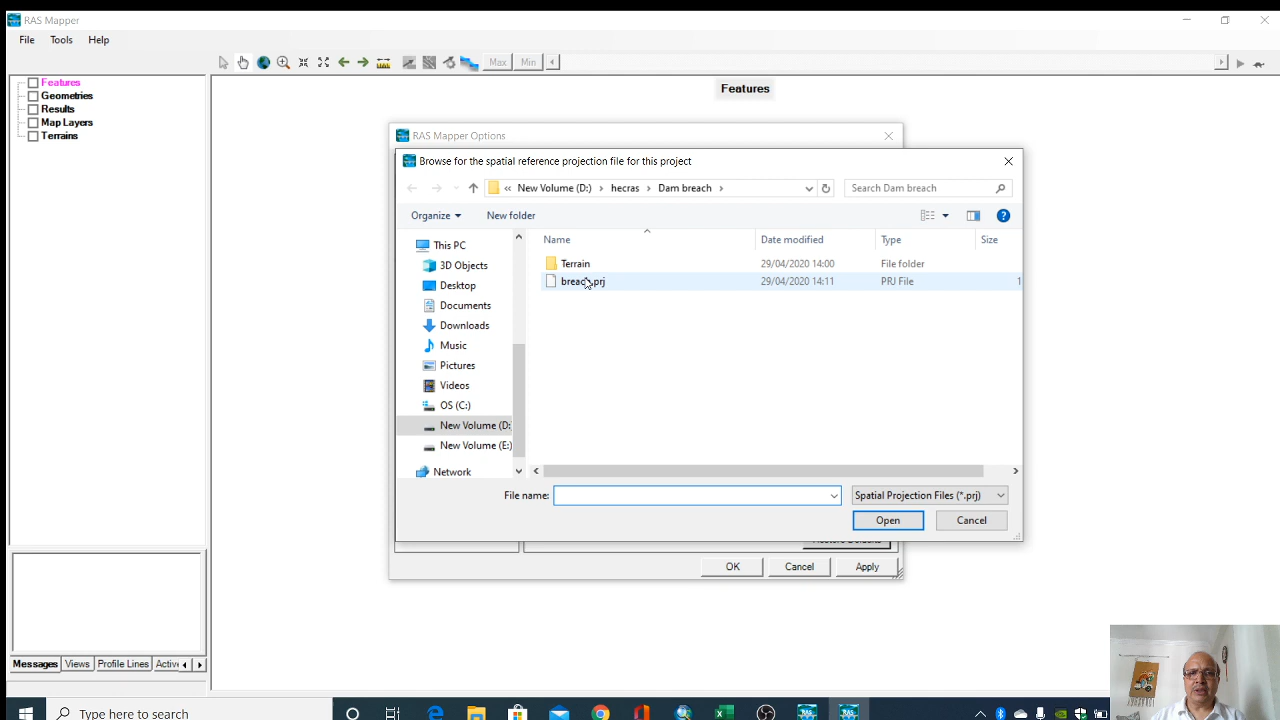 RAS Mapper
File Tools Help
Max Min
Features
Geometries
Results
Map Layers
Terrains
Features
RAS Mapper Options
Browse for the spatial reference projection file for this project
« New Volume (D:) › hecras › Dam breach ›
Search Dam breach
Organize New folder
This PC
3D Objects
Desktop
Documents
Downloads
Music
Pictures
Videos
OS (C:)
New Volume (D:
New Volume (E:)
Network
Name Date modified Type Size
Terrain 29/04/2020 14:00 File folder
29/04/2020 14:11 PRJ File 1
File name:
Spatial Projection Files (*.prj)
Open Cancel
Restore Defaults
OK Cancel Apply
Messages Views Profile Lines Active
Type here to search